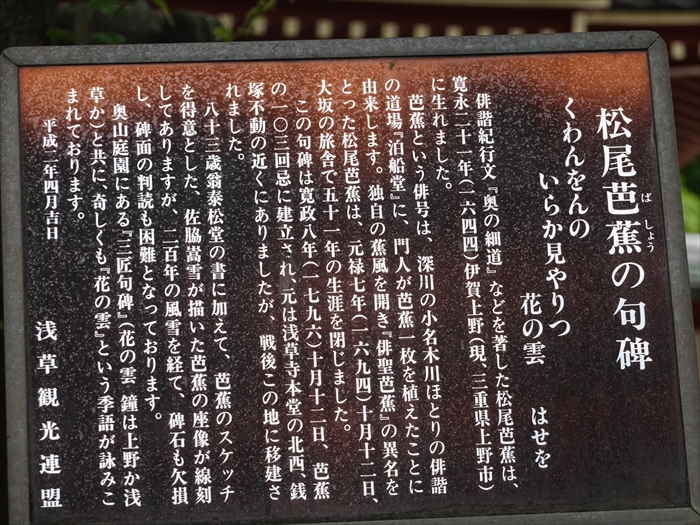 松尾芭蕉の句碑
ば しょう
くわんをんの
いらか見やりつ
花の雲
はせを
俳諧紀行文『奥の細道』などを著した松尾芭蕉は、
寛永二十一年(一六四四)伊賀上野(現、三重県上野市)
に生れました。
芭蕉という俳号は、深川の小名木川ほとりの俳諧
の道場『泊船堂』に、門人が芭蕉一枚を植えたことに
由来します。独自の蕉風を開き『俳聖芭蕉』の異名を
とった松尾芭蕉は、元禄七年(一六九四)十月十二日、
大坂の旅舎で五十一年の生涯を閉じました。
この句碑は寛政八年(一七九六)十月十二日、芭蕉
の一〇三回忌に建立され、元は浅草寺本堂の北西、銭
塚不動の近くにありましたが、戦後この地に移建さ
れました。
八十三歳翁泰松堂の書に加えて、芭蕉のスケッチ
を得意とした 佐脇嵩雪が描いた芭蕉の座像が線刻
してありますが、二百年の風雪を経て、碑石も欠損
し、碑面の判読も困難となっております。
奥山庭園にある『三匠句碑』(花の雲 鐘は上野か浅
草か)と共に、奇しくも『花の雲』という季語が詠みこ
まれております。
平成二年四月吉日
浅草観光連盟